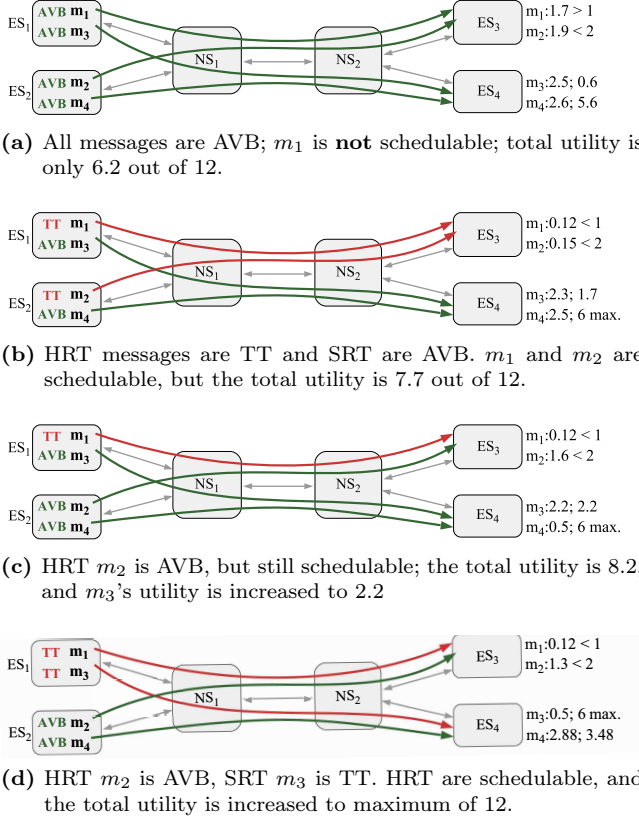 AVB m1
ES1
AVB m3
NS1
NS2
ES3
m1:1.7 > 1
m2:1.9 < 2
AVB m2
ES2
AVB m4
ES4
m3:2.5; 0.6
m4:2.6; 5.6
(a) All messages are AVB; m1 is not schedulable; total utility is
only 6.2 out of 12.
TT m1
ES1
AVB m3
NS1
NS2
ES3
m1:0.12 < 1
m2:0.15 < 2
TT m2
ES2
AVB m4
ES4
m3:2.3; 1.7
m4:2.5; 6 max.
(b) HRT messages are TT and SRT are AVB. m1 and m2 are
schedulable, but the total utility is 7.7 out of 12.
TT m1
ES1
AVB m3
NS1
NS2
ES3
m1:0.12 < 1
m2:1.6 < 2
AVB m2
ES2
AVB m4
ES4
m3:2.2; 2.2
m4:0.5; 6 max.
(c) HRT m2 is AVB, but still schedulable; the total utility is 8.2,
and m3's utility is increased to 2.2
TT m1
ES1
TT m3
NS1
NS2
ES3
m1:0.12 < 1
m2:1.3 < 2
AVB m2
ES2
AVB m4
ES4
m3:0.5; 6 max.
m4:2.88; 3.48
(d) HRT m2 is AVB, SRT m3 is TT. HRT are schedulable, and
the total utility is increased to maximum of 12.